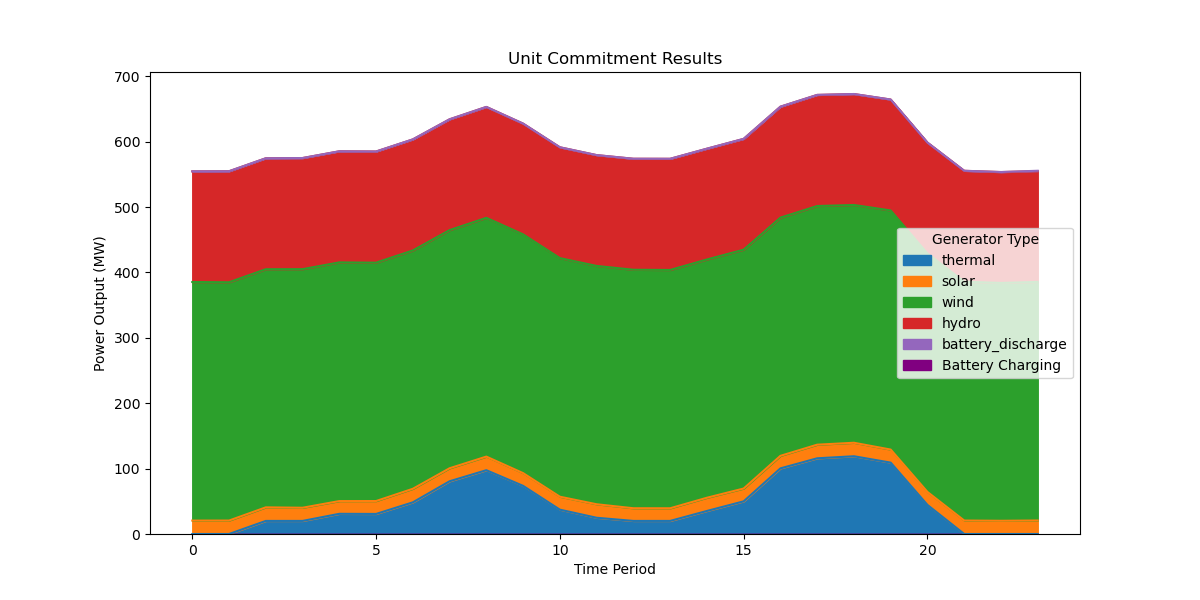 Unit Commitment Results
Power Output (MW)
700
600
500
400
300
200
100
0
Generator Type
thermal
solar
wind
hydro
battery_discharge
Battery Charging
0 5 10 15 20
Time Period